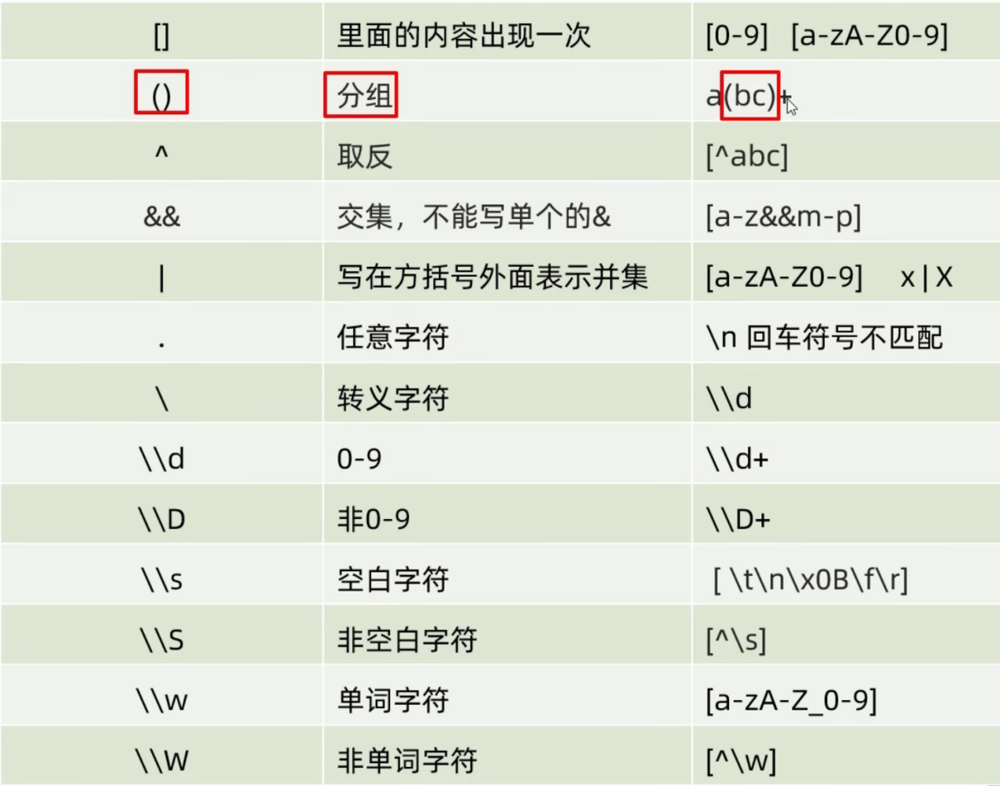 [] 里面的内容出现一次 [0-9] [a-zA-Z0-9]
() 分组 a(bc)+
^ 取反 [^abc]
&& 交集，不能写单个的& [a-z&&m-p]
| 写在方括号外面表示并集 [a-zA-Z0-9] x|X
. 任意字符 \n 回车符号不匹配
\ 转义字符 \\d
\\d 0-9 \\d+
\\D 非0-9 \\D+
\\s 空白字符 [ \t\n\x0B\f\r]
\\S 非空白字符 [^\s]
\\w 单词字符 [a-zA-Z_0-9]
\\W 非单词字符 [^\w]